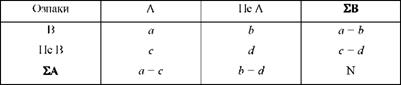 Ознаки А Не А ΣB
В a b a − b
Не В c d c − d
ΣA a − c b − d N